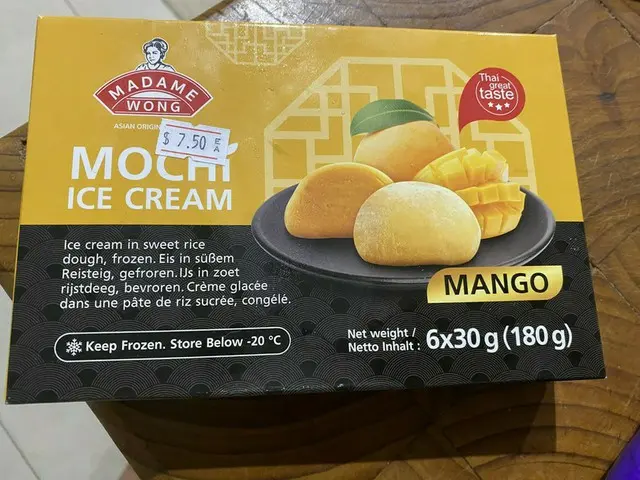 MADAME
WONG
ASIAN ORIGIN
$ 7.50 EA
MOCHI
ICE CREAM
Thai
great
taste
Ice cream in sweet rice
dough, frozen. Eis in süßem
Reisteig, gefroren. IJs in zoet
rijstdeeg, bevroren. Crème glacée
dans une pâte de riz sucrée, congélé.
MANGO
Keep Frozen. Store Below -20 °C
Net weight /
Netto Inhalt :
6x30 g (180 g)